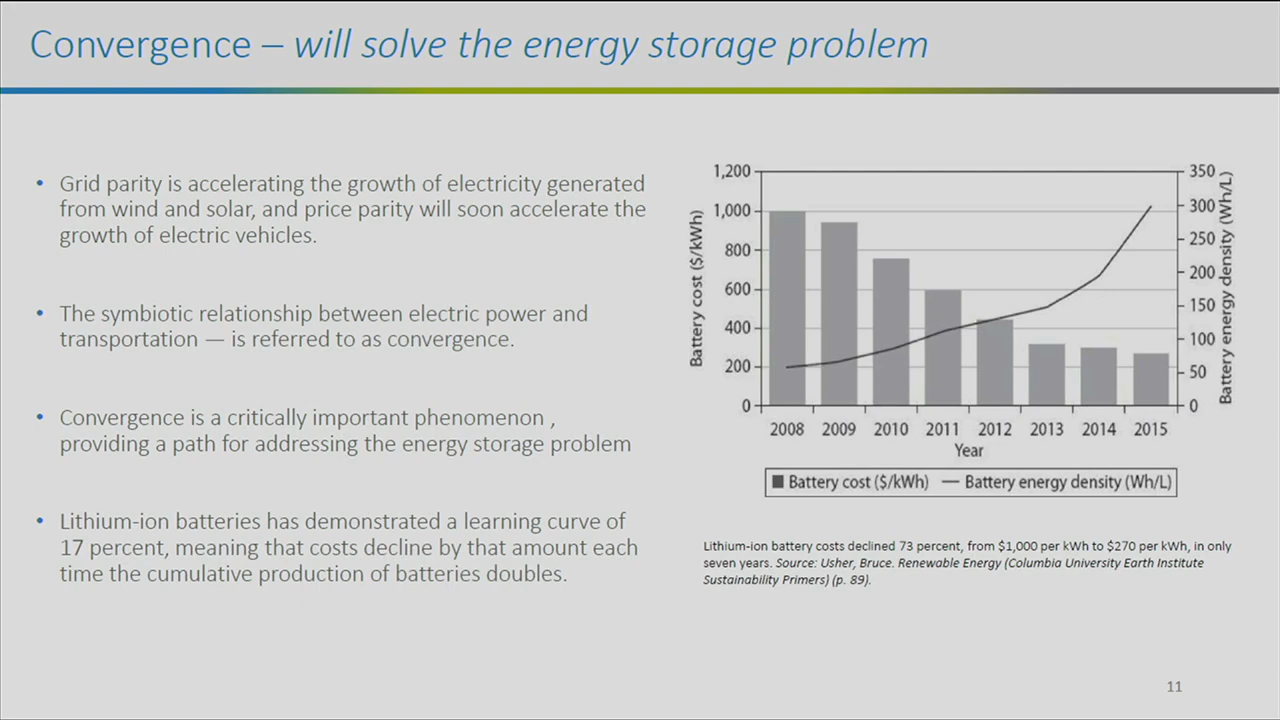 Convergence – will solve the energy storage problem
• Grid parity is accelerating the growth of electricity generated
from wind and solar, and price parity will soon accelerate the
growth of electric vehicles.
• The symbiotic relationship between electric power and
transportation — is referred to as convergence.
• Convergence is a critically important phenomenon ,
providing a path for addressing the energy storage problem
• Lithium-ion batteries has demonstrated a learning curve of
17 percent, meaning that costs decline by that amount each
time the cumulative production of batteries doubles.
Battery cost ($/kWh)
1,200
1,000
800
600
400
200
0
350
300
250
200
150
100
50
0
Battery energy density (Wh/L)
2008 2009 2010 2011 2012 2013 2014 2015
Year
Battery cost ($/kWh) Battery energy density (Wh/L)
Lithium-ion battery costs declined 73 percent, from $1,000 per kWh to $270 per kWh, in only
seven years. Source: Usher, Bruce. Renewable Energy (Columbia University Earth Institute
Sustainability Primers) (p. 89).
11